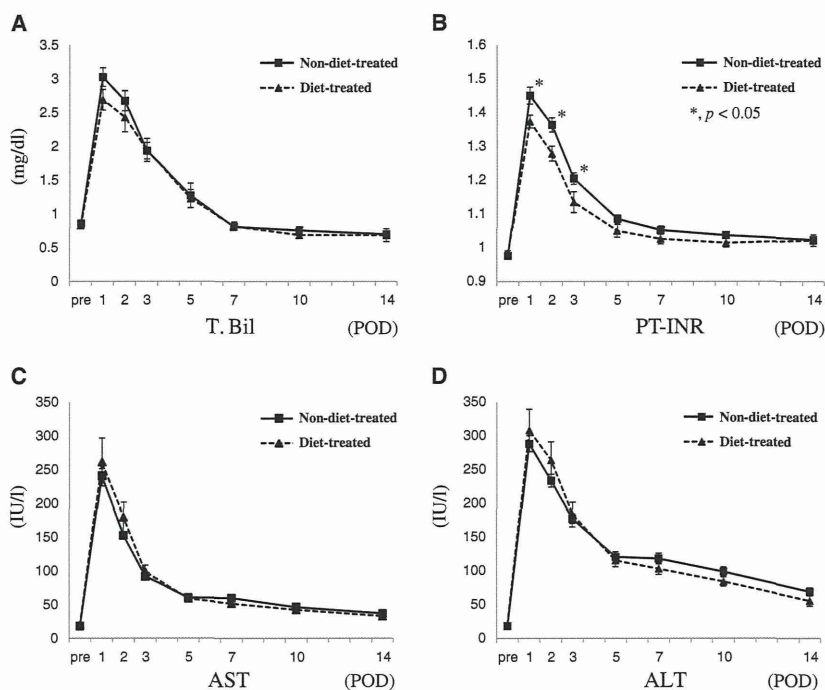 A
3.5
3
2.5
2
1.5
1
0.5
0
(mg/dl)
Non-diet-treated
Diet-treated
pre 1 2 3 5 7 10 14
T. Bil (POD)
B
1.6
1.5
1.4
1.3
1.2
1.1
1
0.9
Non-diet-treated
Diet-treated
*, p < 0.05
*
*
*
pre 1 2 3 5 7 10 14
PT-INR (POD)
C
350
300
250
200
150
100
50
0
(IU/l)
Non-diet-treated
Diet-treated
pre 1 2 3 5 7 10 14
AST (POD)
D
350
300
250
200
150
100
50
0
(IU/l)
Non-diet-treated
Diet-treated
pre 1 2 3 5 7 10 14
ALT (POD)